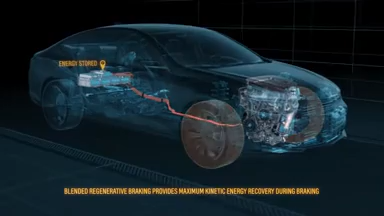 ENERGY STORED
BLENDED REGENERATIVE BRAKING PROVIDES MAXIMUM KINETIC ENERGY RECOVERY DURING BRAKING